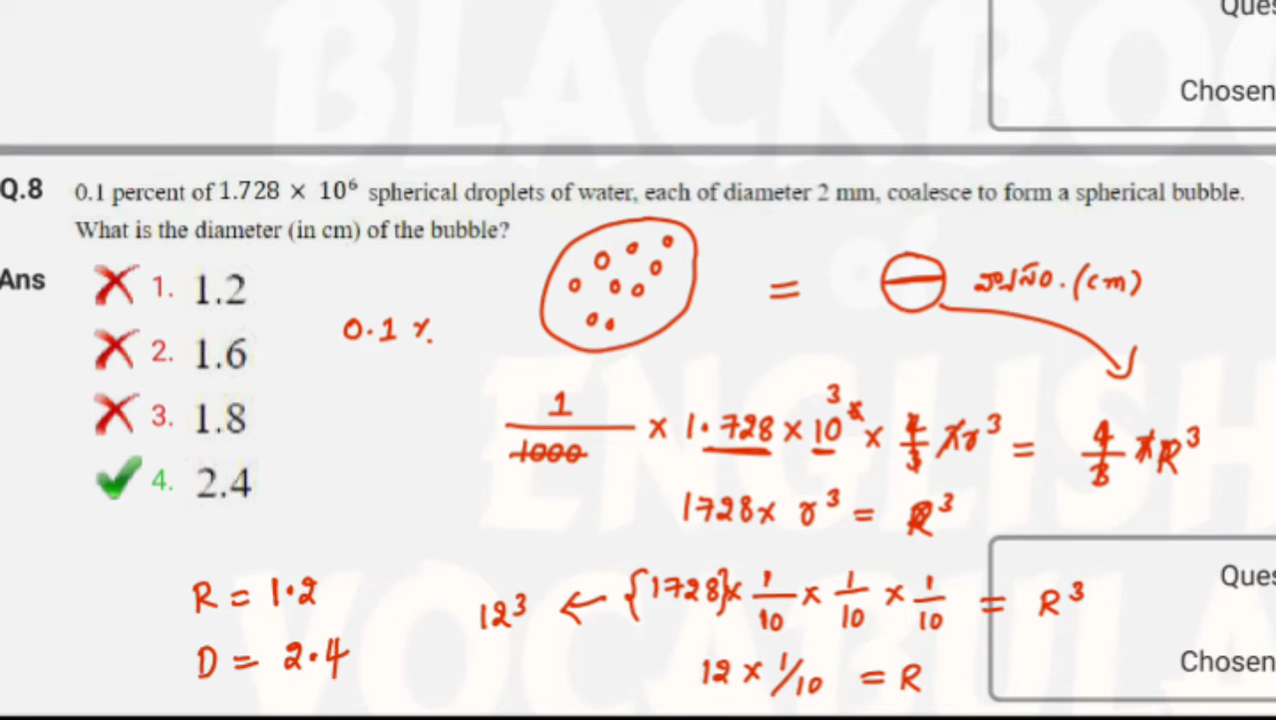 Ques
Chosen
Q.8 0.1 percent of 1.728 × 10⁶ spherical droplets of water, each of diameter 2 mm, coalesce to form a spherical bubble.
What is the diameter (in cm) of the bubble?
Ans 1. 1.2
2. 1.6
3. 1.8
4. 2.4
0.1 %
= వ్యాసం. (cm)
1/1000 × 1.728 × 10³ × 4/3 πr³ = 4/3 πR³
1728 × r³ = R³
12³ ← {1728} × 1/10 × 1/10 × 1/10 = R³
12 × 1/10 = R
R = 1.2
D = 2.4
Ques
Chosen
BLACKBOO
of
ENGLISH
VOCABUL